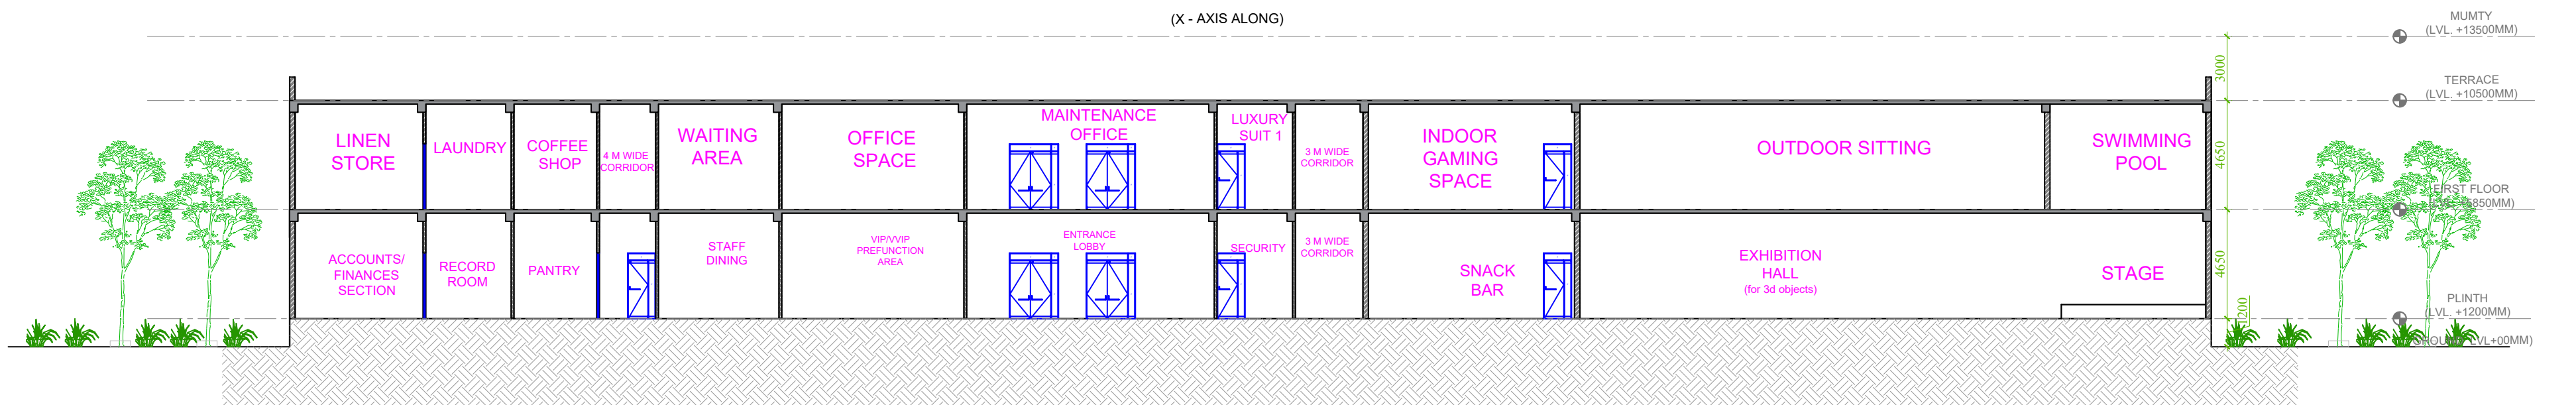 (X - AXIS ALONG)
MUMTY
(LVL. +13500MM)
3000
TERRACE
(LVL. +10500MM)
LINEN
STORE
LAUNDRY
COFFEE
SHOP
4 M WIDE
CORRIDOR
WAITING
AREA
OFFICE
SPACE
MAINTENANCE
OFFICE
LUXURY
SUIT 1
3 M WIDE
CORRIDOR
INDOOR
GAMING
SPACE
OUTDOOR SITTING
SWIMMING
POOL
4650
FIRST FLOOR
(LVL. +5850MM)
ACCOUNTS/
FINANCES
SECTION
RECORD
ROOM
PANTRY
STAFF
DINING
VIP/VVIP
PREFUNCTION
AREA
ENTRANCE
LOBBY
SECURITY
3 M WIDE
CORRIDOR
SNACK
BAR
EXHIBITION
HALL
(for 3d objects)
STAGE
4650
PLINTH
(LVL. +1200MM)
1200
GROUND LVL+00MM)